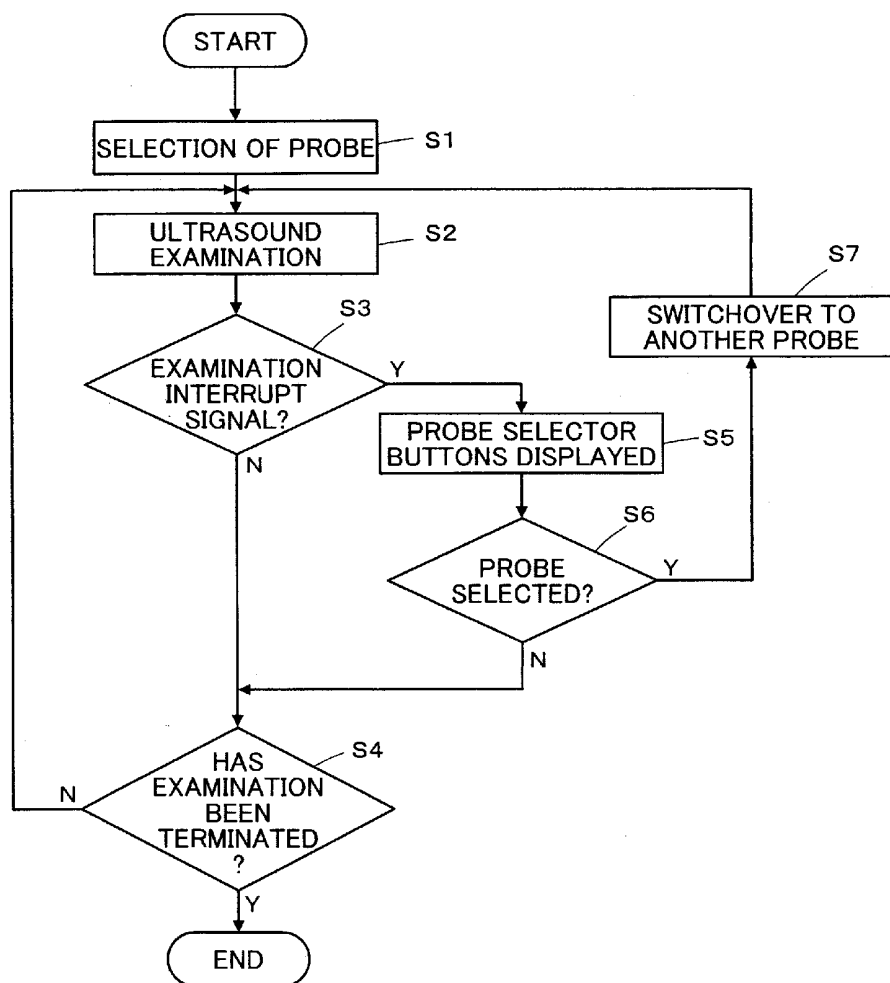 START
SELECTION OF PROBE
S1
ULTRASOUND
EXAMINATION
S2
S3
EXAMINATION
INTERRUPT
SIGNAL?
Y
N
S7
SWITCHOVER TO
ANOTHER PROBE
PROBE SELECTOR
BUTTONS DISPLAYED
S5
S6
PROBE
SELECTED?
Y
N
S4
HAS
EXAMINATION
BEEN
TERMINATED
?
N
Y
END